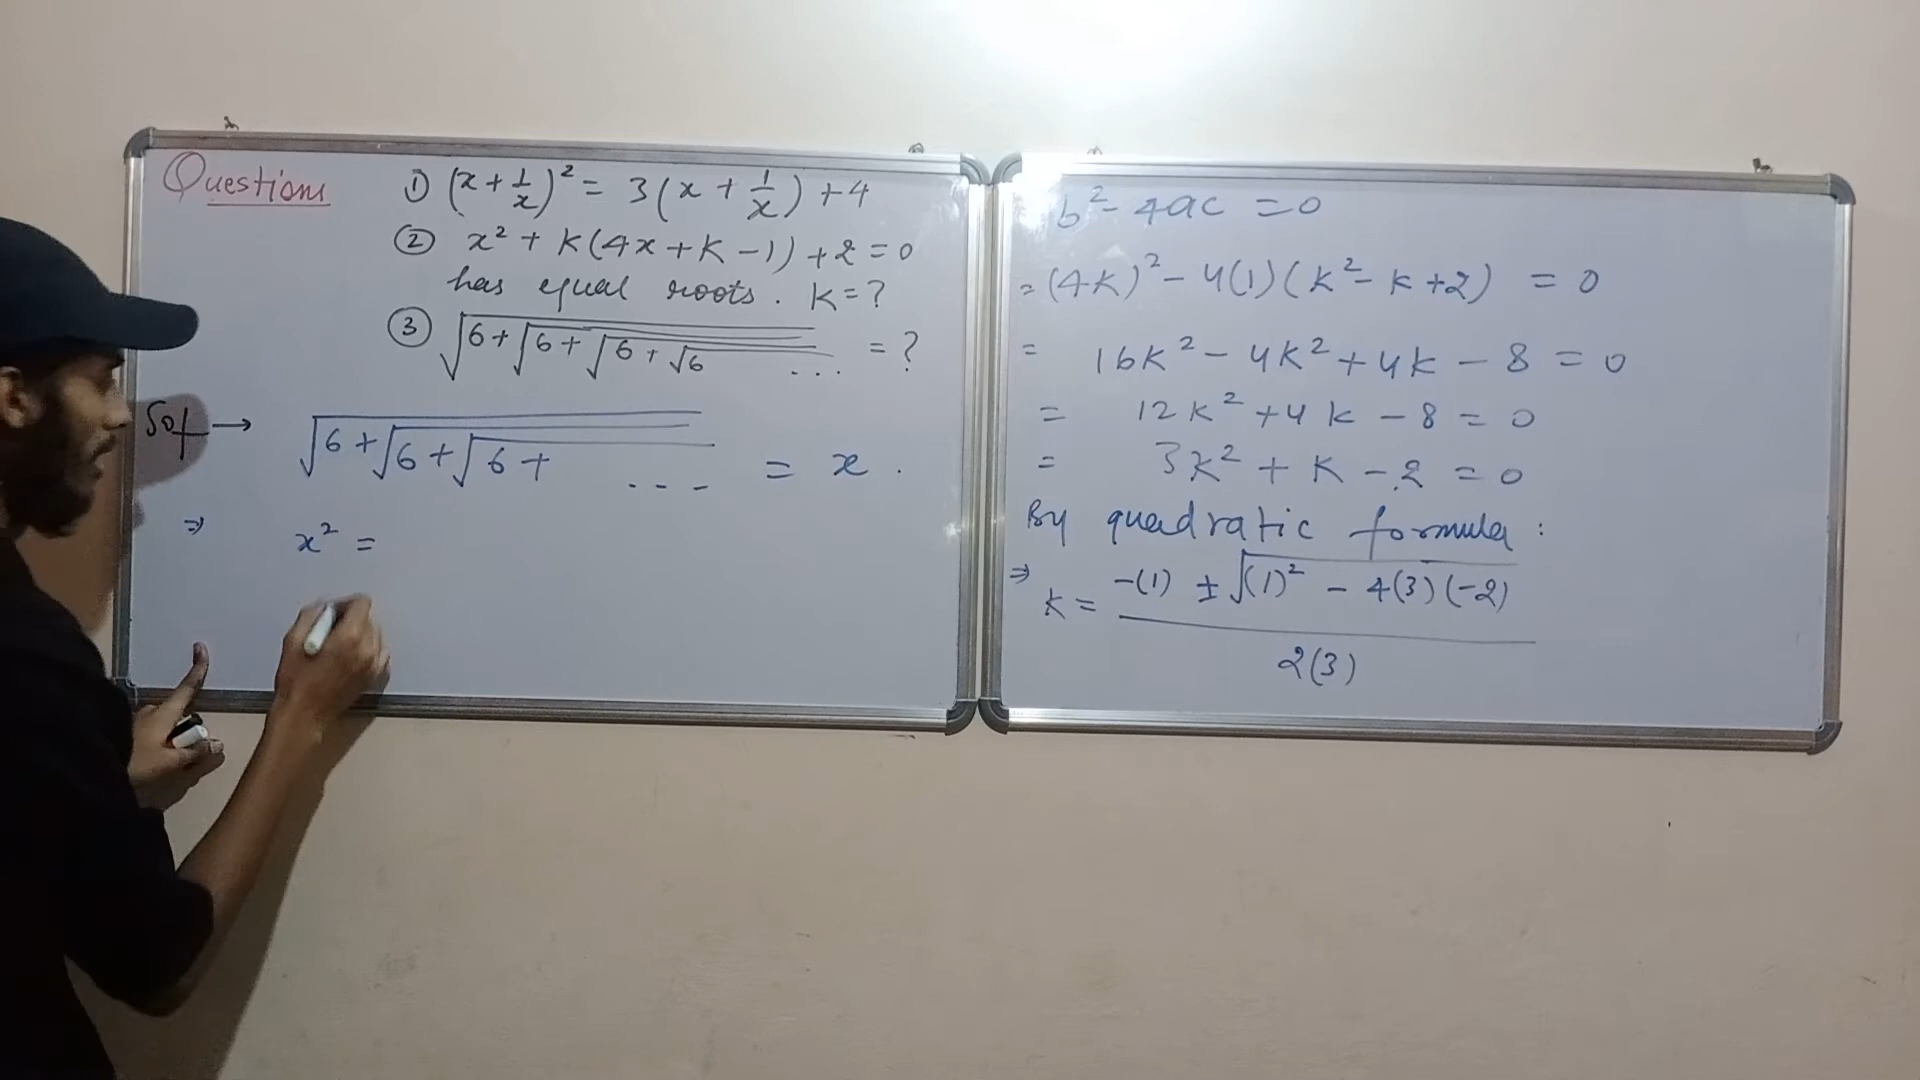 Questions
1) (x + 1/x)² = 3(x + 1/x) + 4
② x² + K(4x + K - 1) + 2 = 0
has equal roots. K = ?
③ √(6 + √(6 + √(6 + √6 ... = ?
Sol →
√(6 + √(6 + √(6 + ... = x.
⇒ x² =
b² - 4ac = 0
= (4K)² - 4(1)(K² - K + 2) = 0
= 16K² - 4K² + 4K - 8 = 0
= 12K² + 4K - 8 = 0
= 3K² + K - 2 = 0
By quadratic formula :
⇒ K = (-(1) ± √((1)² - 4(3)(-2))) / 2(3)